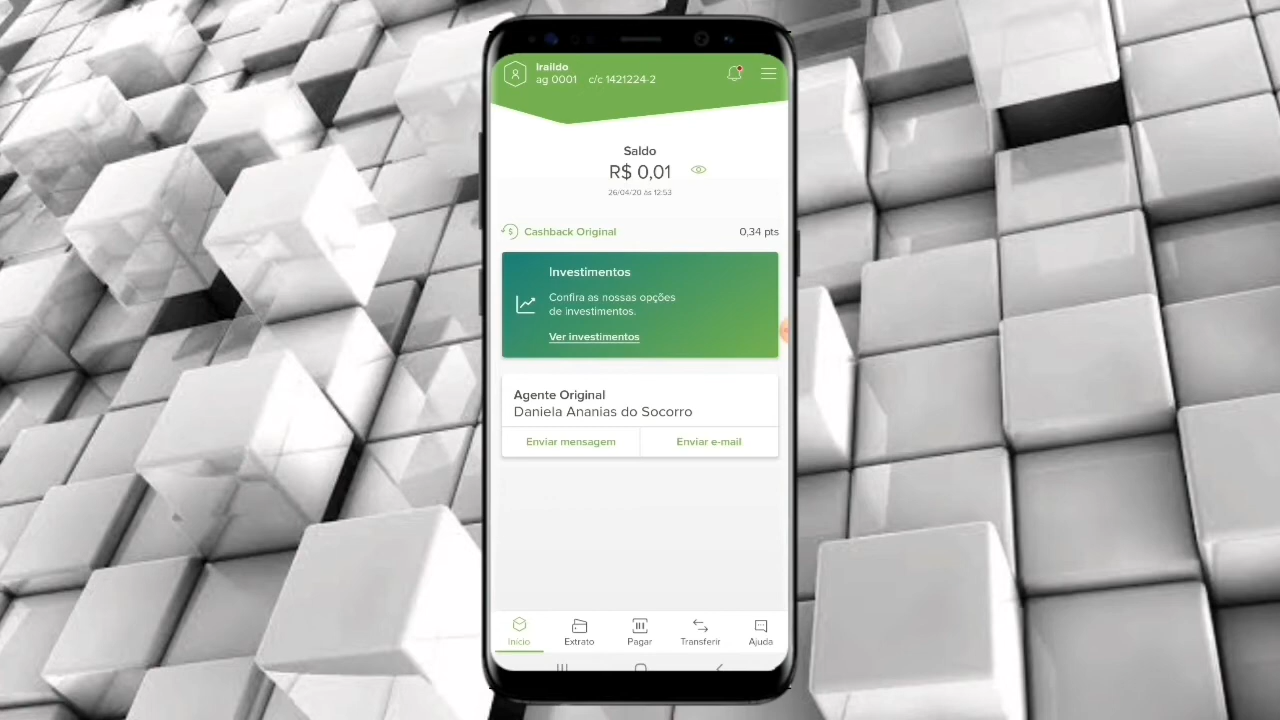 Iraildo
ag 0001 c/c 1421224-2
Saldo
R$ 0,01
26/04/20 às 12:53
Cashback Original
0,34 pts
Investimentos
Confira as nossas opções
de investimentos.
Ver investimentos
Agente Original
Daniela Ananias do Socorro
Enviar mensagem
Enviar e-mail
Início
Extrato
Pagar
Transferir
Ajuda